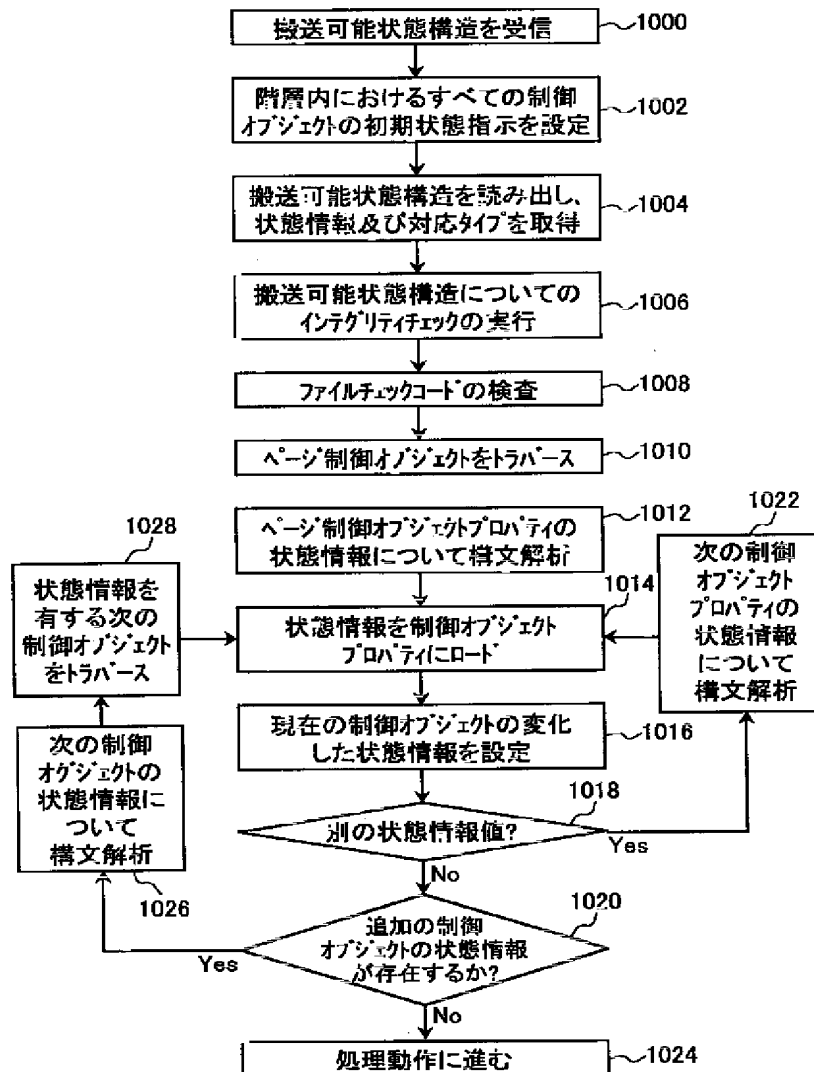 搬送可能状態構造を受信
1000
階層内におけるすべての制御
オブジェクトの初期状態指示を設定
1002
搬送可能状態構造を読み出し、
状態情報及び対応タイプを取得
1004
搬送可能状態構造についての
インテグリティチェックの実行
1006
ファイルチェックコードの検査
1008
ページ制御オブジェクトをトラバース
1010
ページ制御オブジェクトプロパティの
状態情報について構文解析
1012
1022
次の制御
オブジェクト
プロパティの
状態情報
について
構文解析
1028
状態情報を
有する次の
制御オブジェクト
をトラバース
1014
状態情報を制御オブジェクト
プロパティにロード
現在の制御オブジェクトの変化
した状態情報を設定
1016
次の制御
オグジェクトの
状態情報に
ついて
構文解析
1026
1018
別の状態情報値?
Yes
No
1020
追加の制御
オブジェクトの状態情報
が存在するか?
Yes
No
処理動作に進む
1024